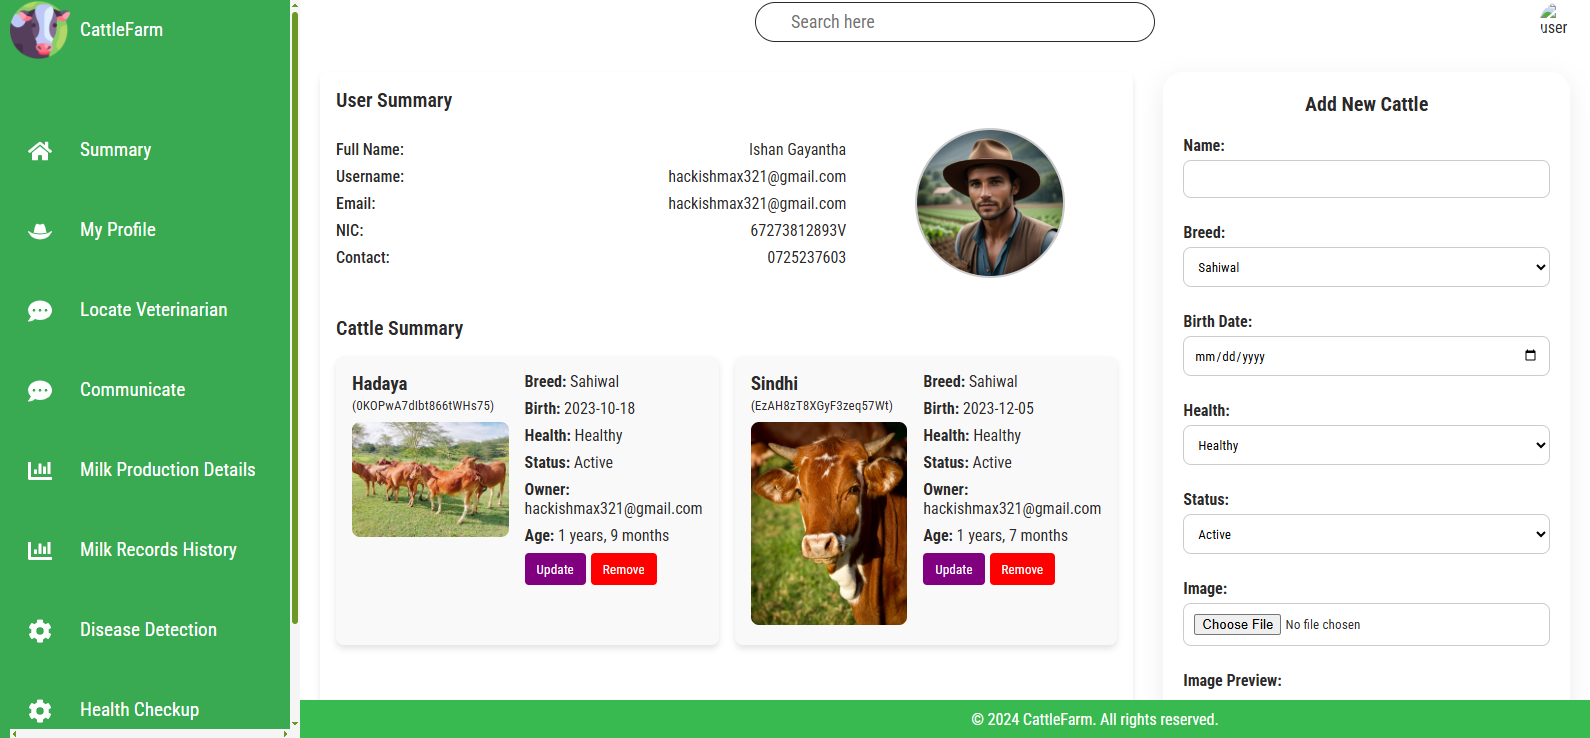 CattleFarm
Summary
My Profile
Locate Veterinarian
Communicate
Milk Production Details
Milk Records History
Disease Detection
Health Checkup
Search here
user
User Summary
Full Name: Ishan Gayantha
Username: hackishmax321@gmail.com
Email: hackishmax321@gmail.com
NIC: 67273812893V
Contact: 0725237603
Cattle Summary
Hadaya
(0KOPwA7dIbt866tWHs75)
Breed: Sahiwal
Birth: 2023-10-18
Health: Healthy
Status: Active
Owner:
hackishmax321@gmail.com
Age: 1 years, 9 months
Update Remove
Sindhi
(EzAH8zT8XGyF3zeq57Wt)
Breed: Sahiwal
Birth: 2023-12-05
Health: Healthy
Status: Active
Owner:
hackishmax321@gmail.com
Age: 1 years, 7 months
Update Remove
Add New Cattle
Name:
Breed:
Sahiwal
Birth Date:
mm/dd/yyyy
Health:
Healthy
Status:
Active
Image:
Choose File No file chosen
Image Preview:
© 2024 CattleFarm. All rights reserved.